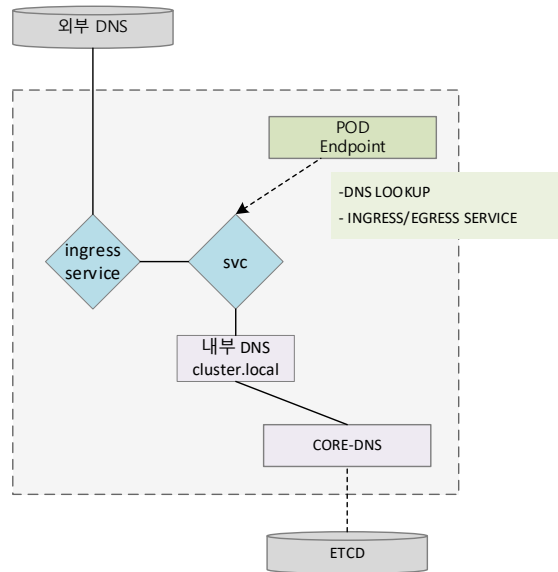 외부 DNS
POD
Endpoint
-DNS LOOKUP
- INGRESS/EGRESS SERVICE
ingress
service
svc
내부 DNS
cluster.local
CORE-DNS
ETCD